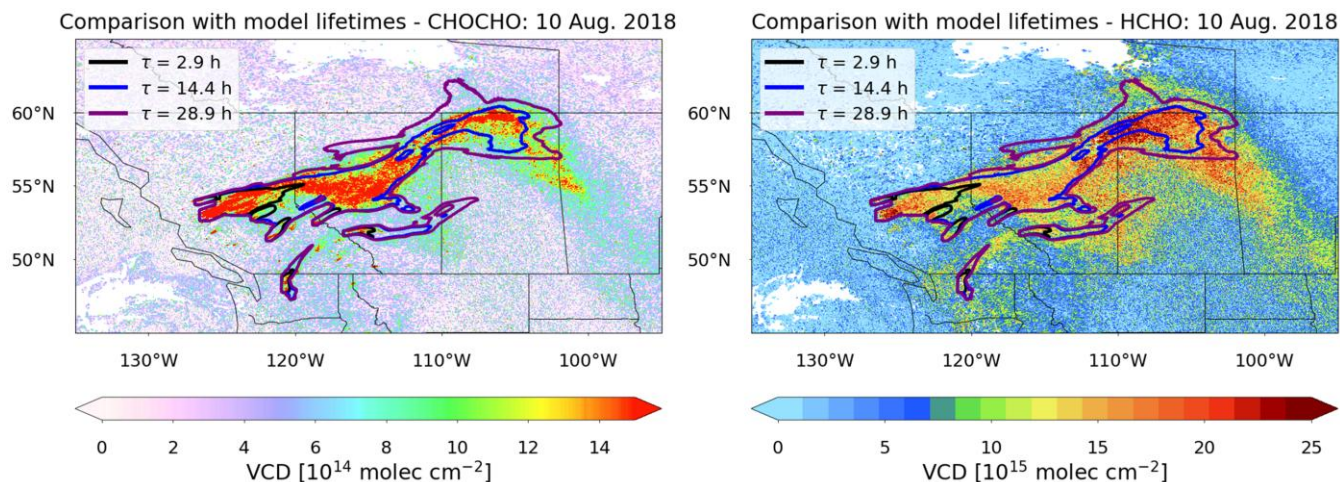 Comparison with model lifetimes - CHOCHO: 10 Aug. 2018
τ = 2.9 h
τ = 14.4 h
τ = 28.9 h
60°N
55°N
50°N
130°W 120°W 110°W 100°W
0 2 4 6 8 10 12 14
VCD [10¹⁴ molec cm⁻²]
Comparison with model lifetimes - HCHO: 10 Aug. 2018
τ = 2.9 h
τ = 14.4 h
τ = 28.9 h
60°N
55°N
50°N
130°W 120°W 110°W 100°W
0 5 10 15 20 25
VCD [10¹⁵ molec cm⁻²]